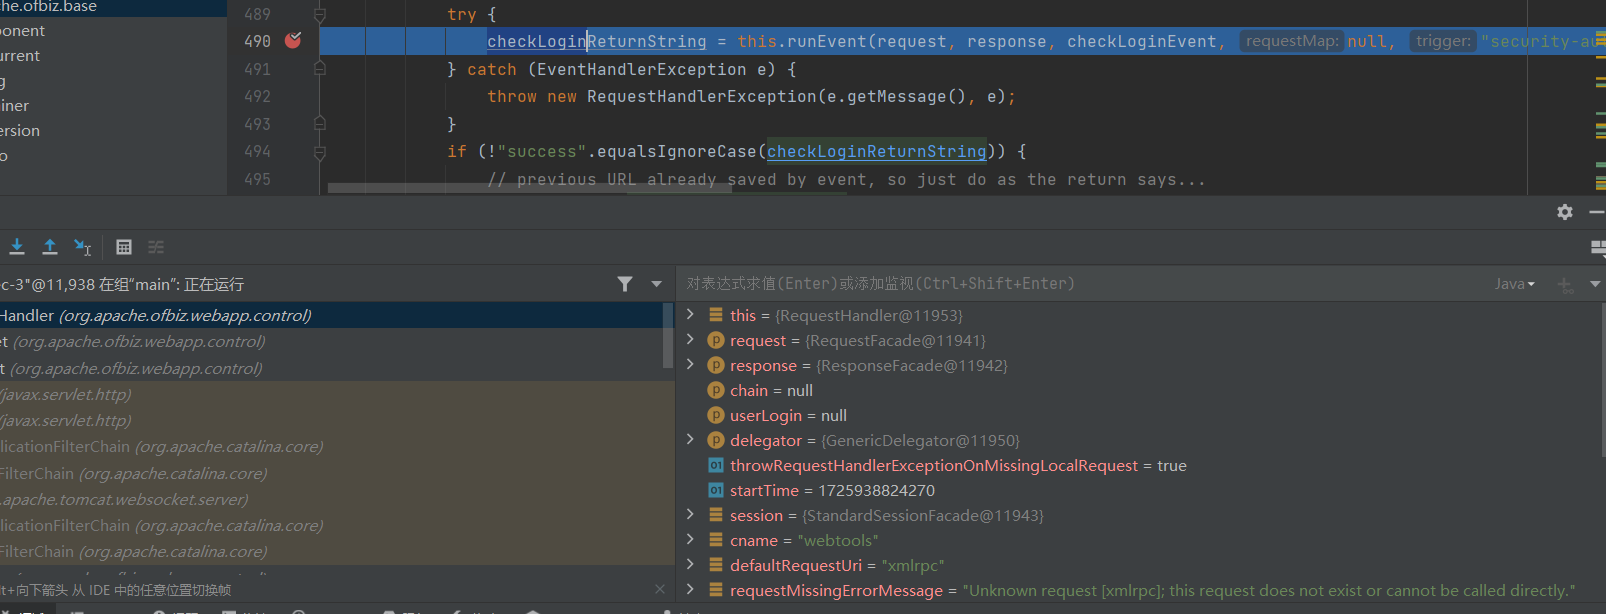 che.ofbiz.base
ponent
urrent
g
iner
ersion
o
489 try {
490 checkLoginReturnString = this.runEvent(request, response, checkLoginEvent, requestMap: null, trigger: "security-au
491 } catch (EventHandlerException e) {
492 throw new RequestHandlerException(e.getMessage(), e);
493 }
494 if (!"success".equalsIgnoreCase(checkLoginReturnString)) {
495 // previous URL already saved by event, so just do as the return says...
c-3"@11,938 在组"main": 正在运行
Handler (org.apache.ofbiz.webapp.control)
et (org.apache.ofbiz.webapp.control)
t (org.apache.ofbiz.webapp.control)
(javax.servlet.http)
(javax.servlet.http)
licationFilterChain (org.apache.catalina.core)
FilterChain (org.apache.catalina.core)
.apache.tomcat.websocket.server)
licationFilterChain (org.apache.catalina.core)
FilterChain (org.apache.catalina.core)
lt+向下箭头 从 IDE 中的任意位置切换帧
对表达式求值(Enter)或添加监视(Ctrl+Shift+Enter)
Java
this = {RequestHandler@11953}
request = {RequestFacade@11941}
response = {ResponseFacade@11942}
chain = null
userLogin = null
delegator = {GenericDelegator@11950}
throwRequestHandlerExceptionOnMissingLocalRequest = true
startTime = 1725938824270
session = {StandardSessionFacade@11943}
cname = "webtools"
defaultRequestUri = "xmlrpc"
requestMissingErrorMessage = "Unknown request [xmlrpc]; this request does not exist or cannot be called directly."